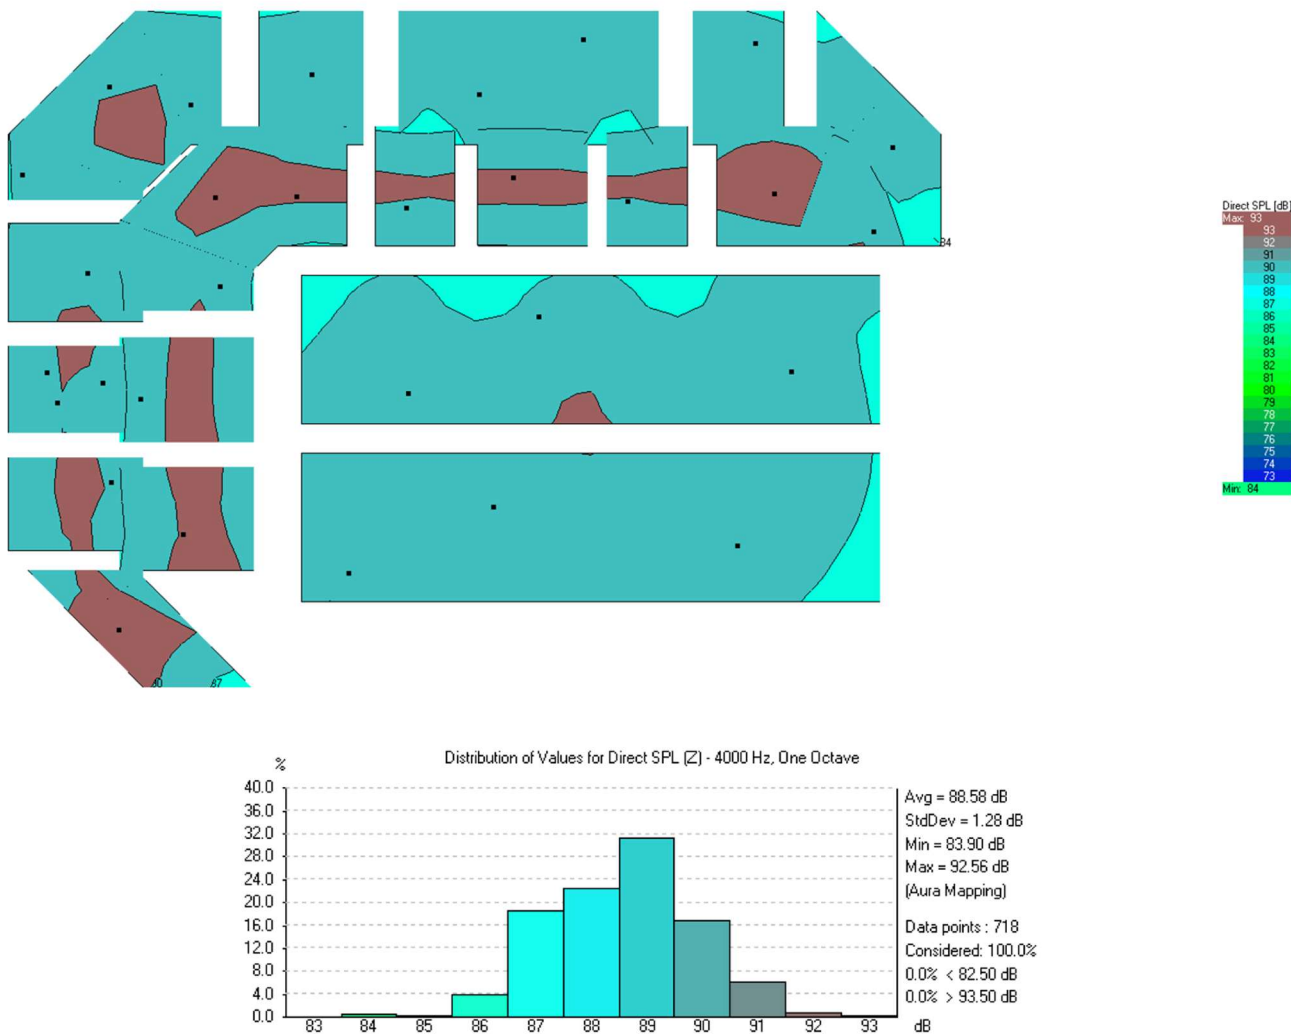 84
Direct SPL [dB]
Max: 93
93
92
91
90
89
88
87
86
85
84
83
82
81
80
79
78
77
76
75
74
73
Min: 84
90 87
Distribution of Values for Direct SPL (Z) - 4000 Hz, One Octave
%
40.0
36.0
32.0
28.0
24.0
20.0
16.0
12.0
8.0
4.0
0.0
83 84 85 86 87 88 89 90 91 92 93 dB
Avg = 88.58 dB
StdDev = 1.28 dB
Min = 83.90 dB
Max = 92.56 dB
(Aura Mapping)
Data points : 718
Considered: 100.0%
0.0% < 82.50 dB
0.0% > 93.50 dB